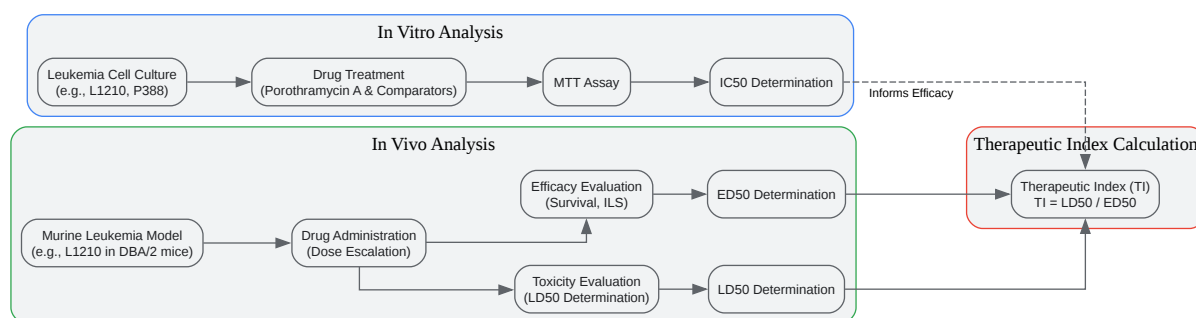 In Vitro Analysis
Leukemia Cell Culture
(e.g., L1210, P388)
Drug Treatment
(Porothramycin A & Comparators)
MTT Assay
IC50 Determination
Informs Efficacy
In Vivo Analysis
Murine Leukemia Model
(e.g., L1210 in DBA/2 mice)
Drug Administration
(Dose Escalation)
Efficacy Evaluation
(Survival, ILS)
ED50 Determination
Toxicity Evaluation
(LD50 Determination)
LD50 Determination
Therapeutic Index Calculation
Therapeutic Index (TI)
TI = LD50 / ED50